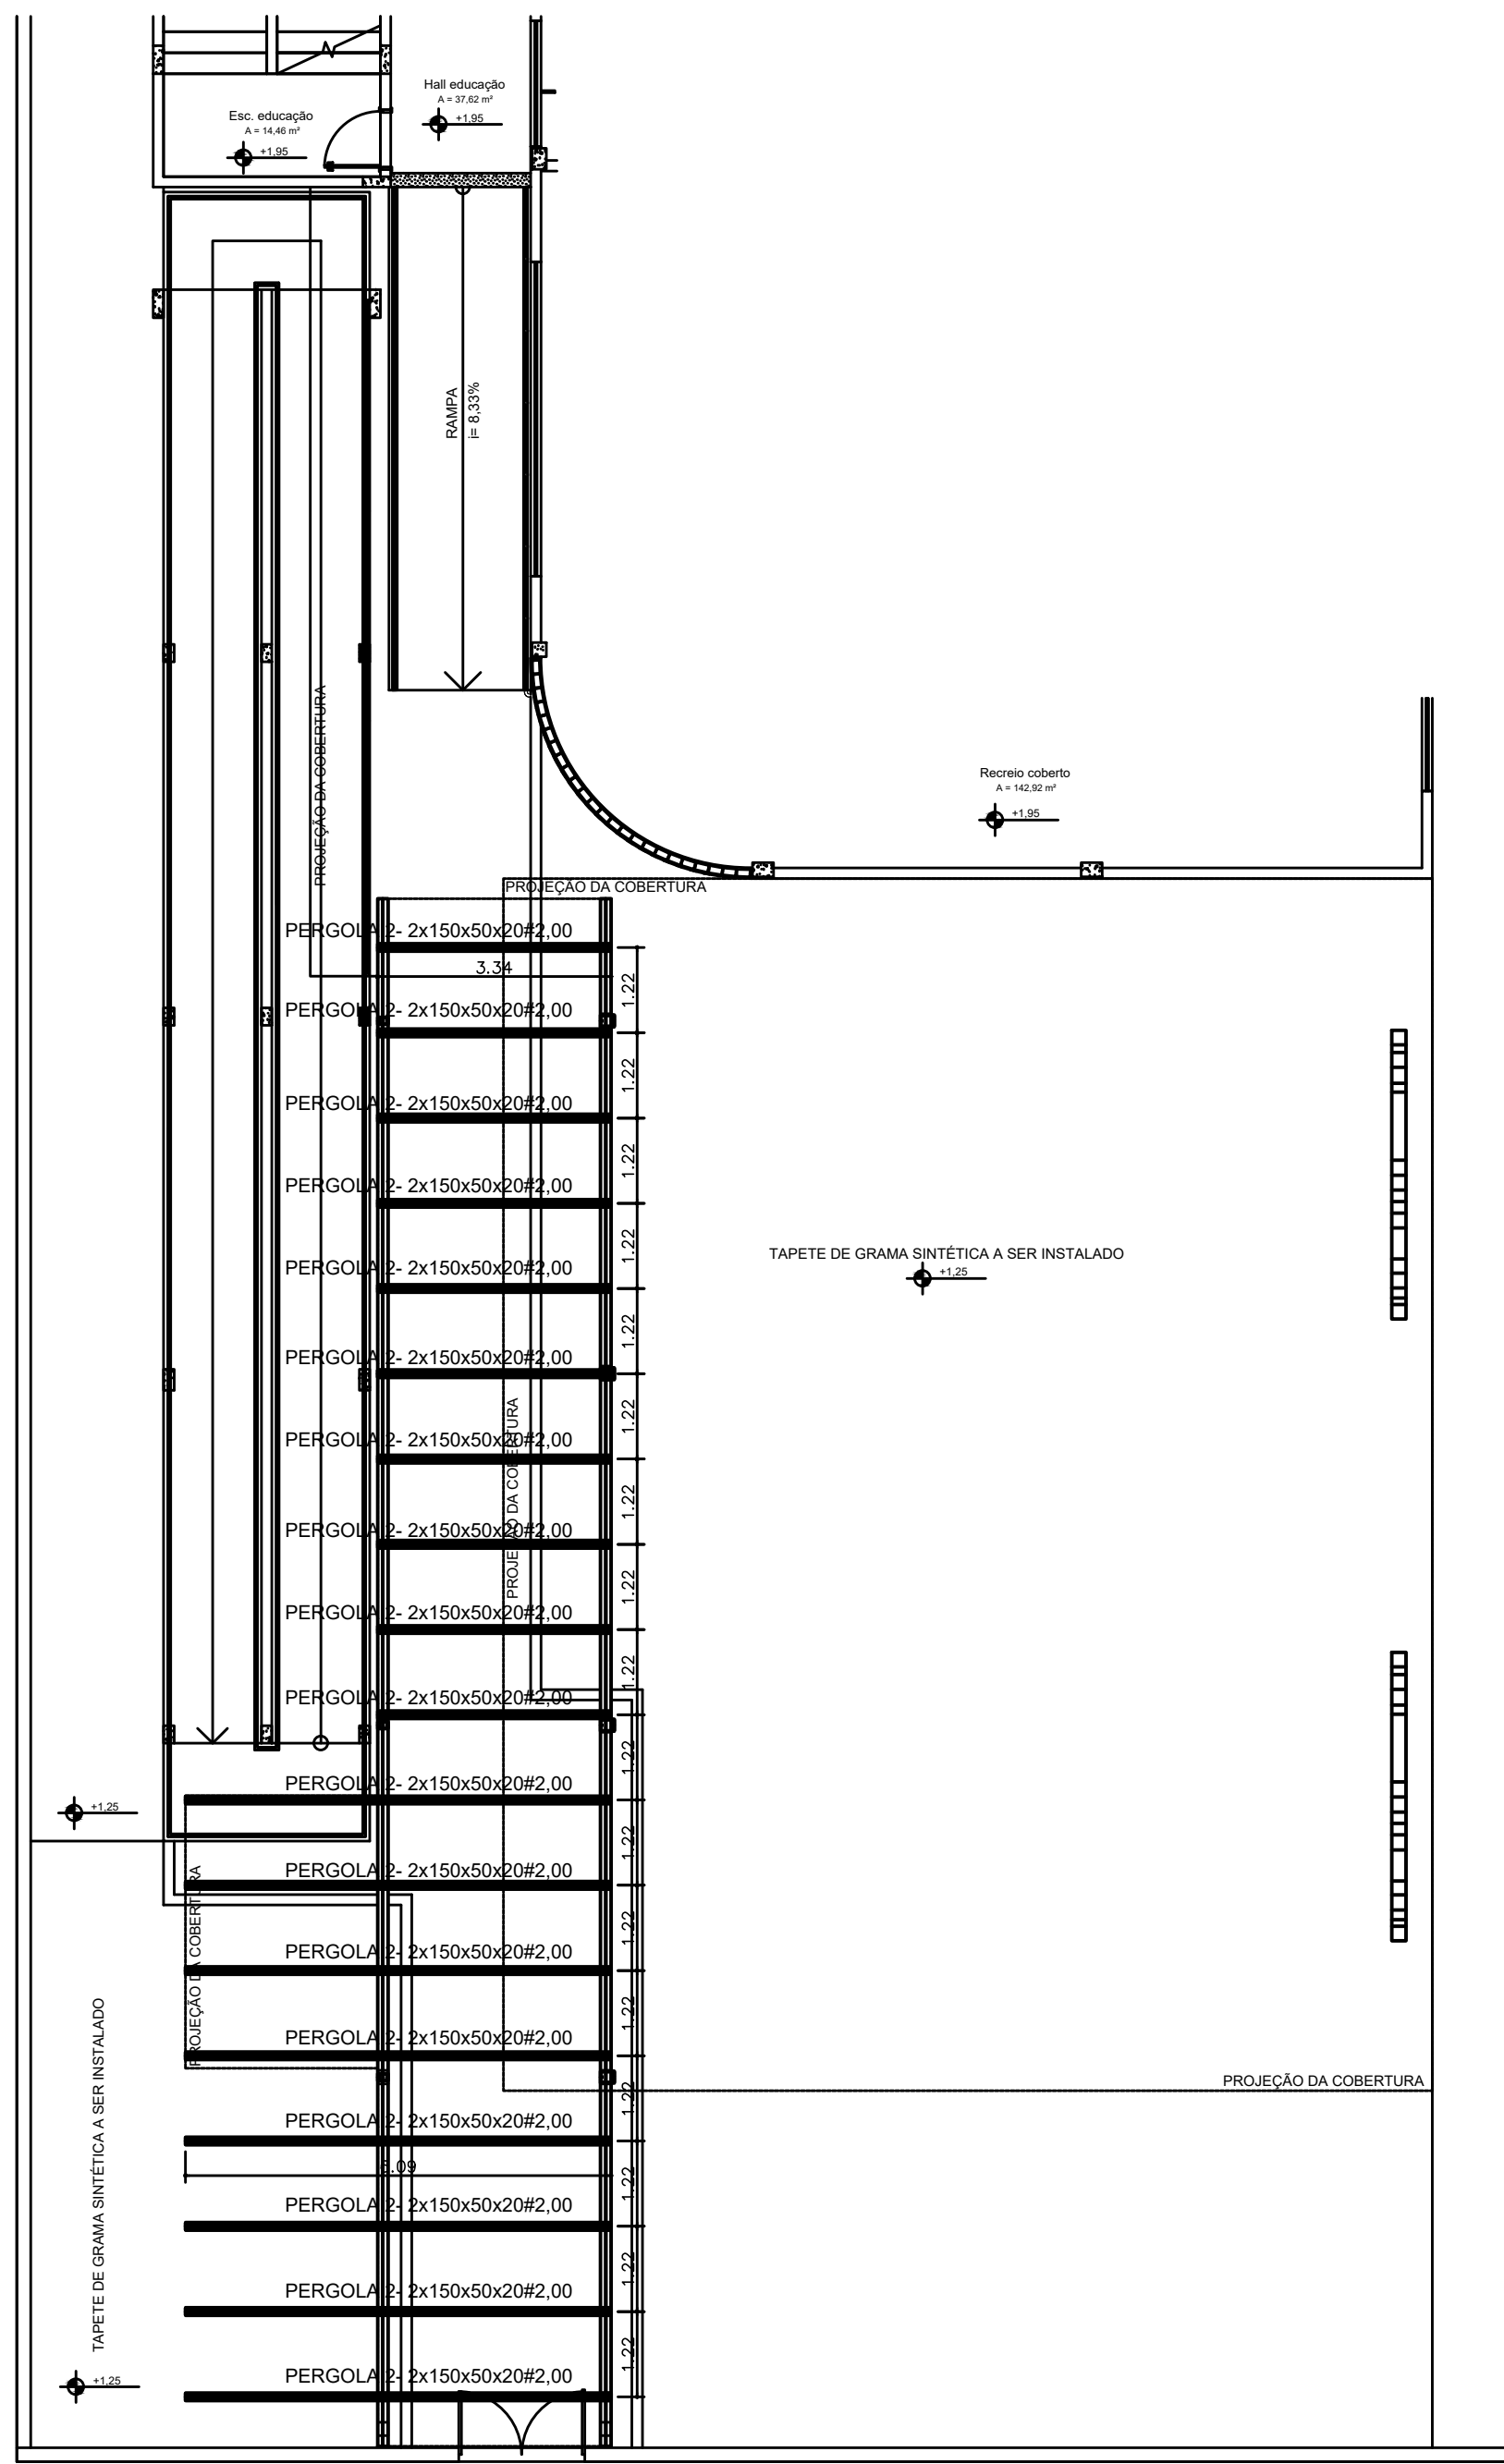 Hall educação
A = 37,62 m²
+1,95
Esc. educação
A = 14,46 m²
+1,95
RAMPA
i= 8,33%
PROJEÇÃO DA COBERTURA
Recreio coberto
A = 142,92 m²
+1,95
PROJEÇÃO DA COBERTURA
PERGOLA 2- 2x150x50x20#2,00
3.34
1.22
PERGOLA 2- 2x150x50x20#2,00
1.22
PERGOLA 2- 2x150x50x20#2,00
1.22
PERGOLA 2- 2x150x50x20#2,00
1.22
TAPETE DE GRAMA SINTÉTICA A SER INSTALADO
+1,25
PERGOLA 2- 2x150x50x20#2,00
1.22
PERGOLA 2- 2x150x50x20#2,00
1.22
PERGOLA 2- 2x150x50x20#2,00
PROJEÇÃO DA COBERTURA
1.22
PERGOLA 2- 2x150x50x20#2,00
1.22
PERGOLA 2- 2x150x50x20#2,00
1.22
PERGOLA 2- 2x150x50x20#2,00
1.22
PERGOLA 2- 2x150x50x20#2,00
+1,25
1.22
PERGOLA 2- 2x150x50x20#2,00
1.22
PERGOLA 2- 2x150x50x20#2,00
PROJEÇÃO DA COBERTURA
1.22
PERGOLA 2- 2x150x50x20#2,00
1.22
PROJEÇÃO DA COBERTURA
PERGOLA 2- 2x150x50x20#2,00
6.09
1.22
TAPETE DE GRAMA SINTÉTICA A SER INSTALADO
PERGOLA 2- 2x150x50x20#2,00
1.22
PERGOLA 2- 2x150x50x20#2,00
1.22
PERGOLA 2- 2x150x50x20#2,00
+1,25